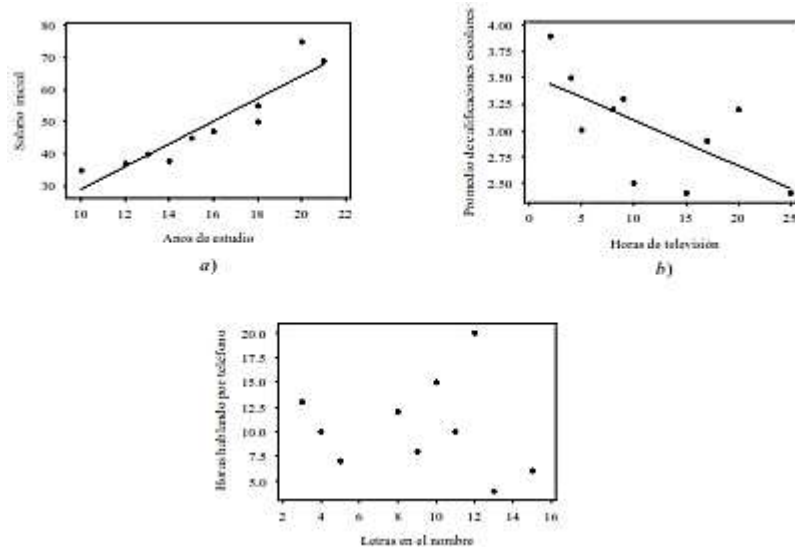 80
70
60
50
40
30
Salario inicial
10 12 14 16 18 20 22
Anos de estudio
a)
4.00
3.75
3.50
3.25
3.00
2.75
2.50
Promedio de calificaciones escolares
0 5 10 15 20 25
Horas de televisión
b)
20.0
17.5
15.0
12.5
10.0
7.5
5.0
Horas hablando por teléfono
2 4 6 8 10 12 14 16
Letras en el nombre